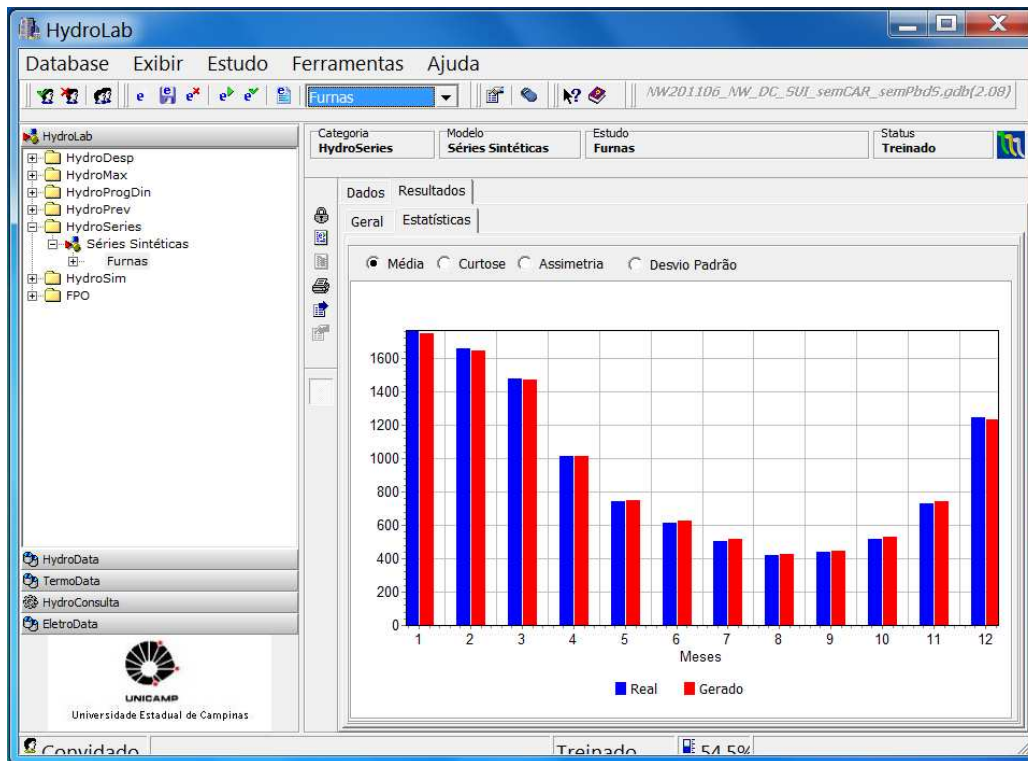 HydroLab
Database Exibir Estudo Ferramentas Ajuda
Furnas
NW201106_NW_DC_SUI_semCAR_semPbdS.gdb(2.08)
HydroLab
HydroDesp
HydroMax
HydroProgDin
HydroPrev
HydroSeries
Séries Sintéticas
Furnas
HydroSim
FPO
HydroData
TermoData
HydroConsulta
EletroData
UNICAMP
Universidade Estadual de Campinas
Categoria
HydroSeries
Modelo
Séries Sintéticas
Estudo
Furnas
Status
Treinado
Dados Resultados
Geral Estatísticas
Média Curtose Assimetria Desvio Padrão
1600
1400
1200
1000
800
600
400
200
0
1 2 3 4 5 6 7 8 9 10 11 12
Meses
Real Gerado
Convidado Treinado 54.5%